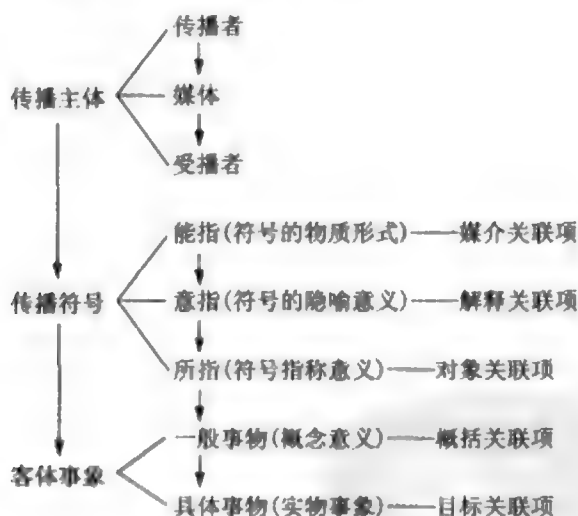 传播者
传播主体 媒体
受播者
能指(符号的物质形式)——媒介关联项
传播符号 意指(符号的隐喻意义)——解释关联项
所指(符号指称意义)——对象关联项
一般事物(概念意义)——概括关联项
客体事象
具体事物(实物事象)——目标关联项